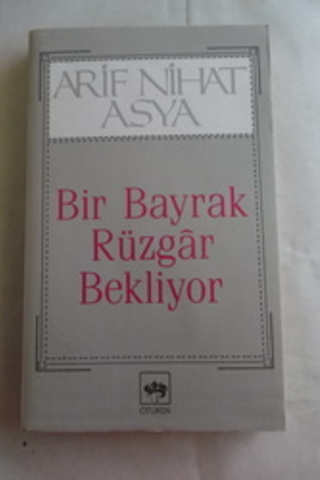 ARİF NİHAT
ASYA
Bir Bayrak
Rüzgâr
Bekliyor
ÖTÜKEN